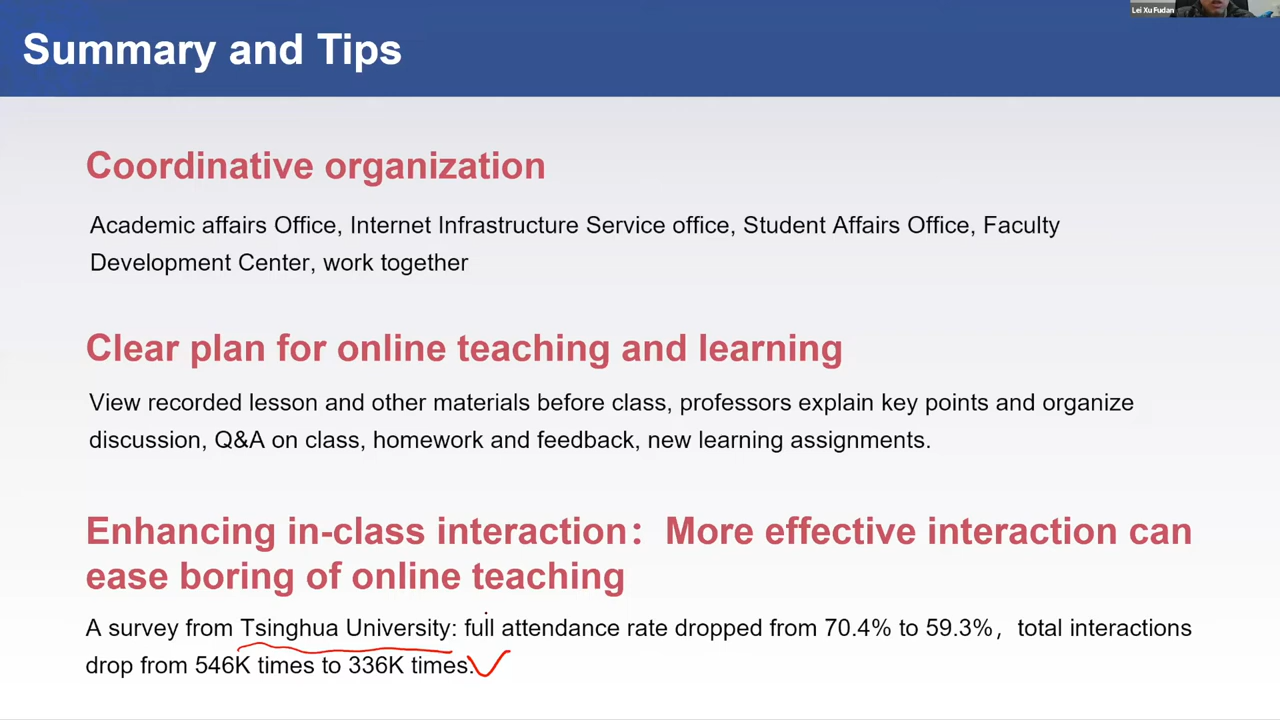 Lei Xu Fudan
Summary and Tips
Coordinative organization
Academic affairs Office, Internet Infrastructure Service office, Student Affairs Office, Faculty
Development Center, work together
Clear plan for online teaching and learning
View recorded lesson and other materials before class, professors explain key points and organize
discussion, Q&A on class, homework and feedback, new learning assignments.
Enhancing in-class interaction： More effective interaction can
ease boring of online teaching
A survey from Tsinghua University: full attendance rate dropped from 70.4% to 59.3%，total interactions
drop from 546K times to 336K times.